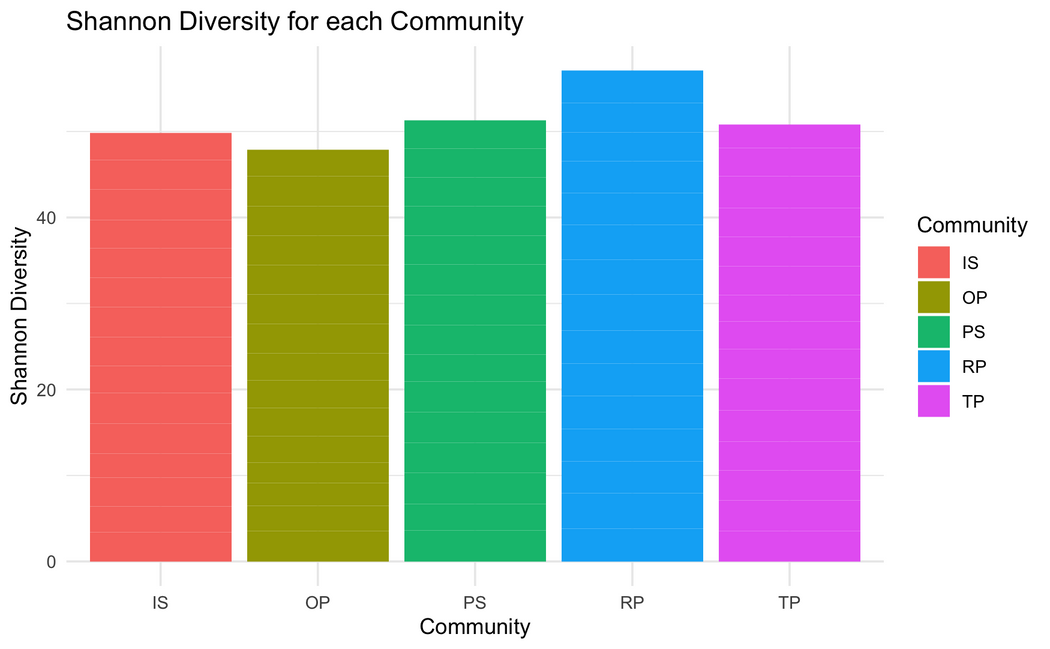 Shannon Diversity for each Community
Shannon Diversity
40
20
0
IS OP PS RP TP
Community
Community
IS
OP
PS
RP
TP